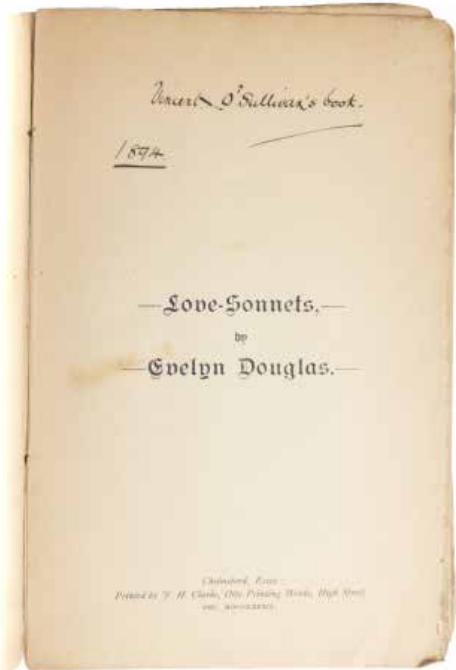 Vincent O'Sullivan's book.
1894
Love-Sonnets,
by
Evelyn Douglas.
Chelmsford, Essex:
Printed by T. H. Clarke, Otto Printing Works, High Street